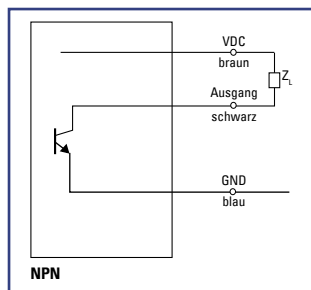 VDC
braun
Z_L
Ausgang
schwarz
GND
blau
NPN